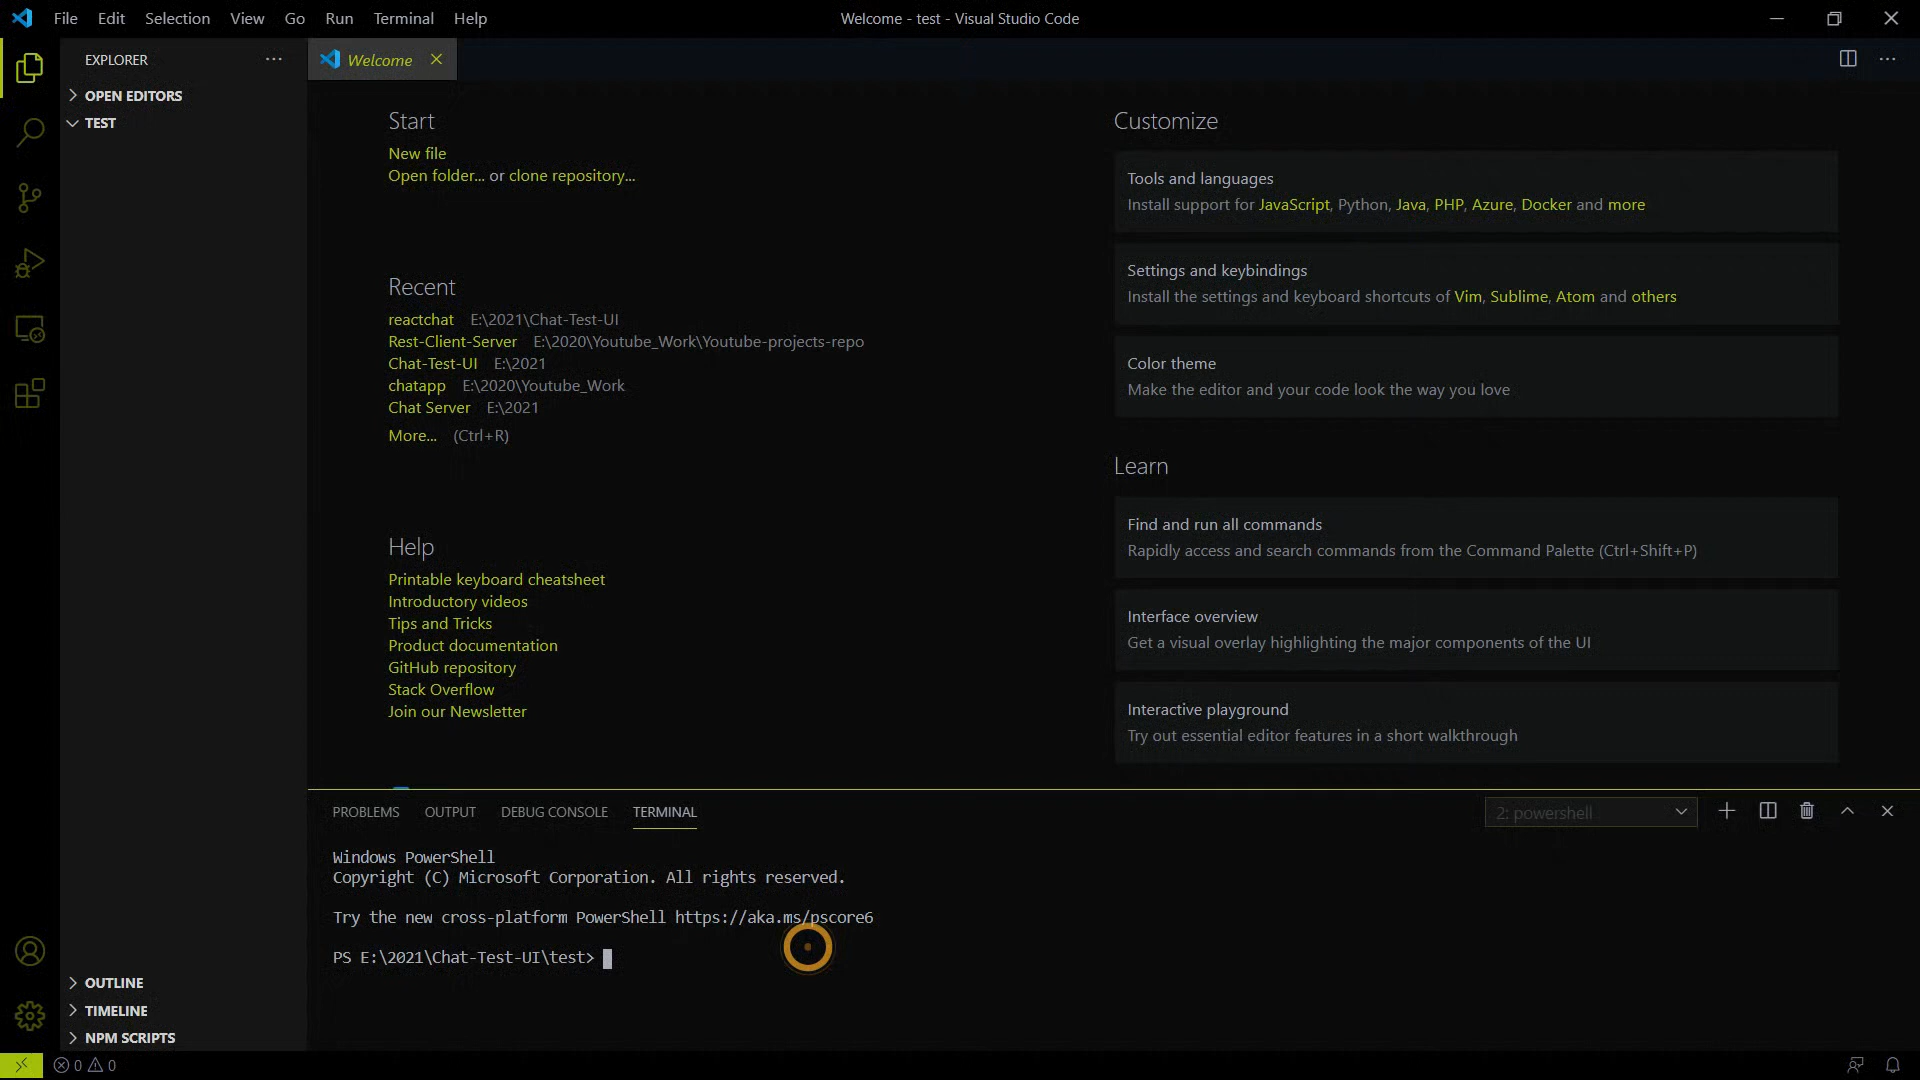 File Edit Selection View Go Run Terminal Help
Welcome - test - Visual Studio Code
EXPLORER
OPEN EDITORS
TEST
Welcome
Start
New file
Open folder... or clone repository...
Recent
reactchat E:\2021\Chat-Test-UI
Rest-Client-Server E:\2020\Youtube_Work\Youtube-projects-repo
Chat-Test-UI E:\2021
chatapp E:\2020\Youtube_Work
Chat Server E:\2021
More... (Ctrl+R)
Help
Printable keyboard cheatsheet
Introductory videos
Tips and Tricks
Product documentation
GitHub repository
Stack Overflow
Join our Newsletter
Customize
Tools and languages
Install support for JavaScript, Python, Java, PHP, Azure, Docker and more
Settings and keybindings
Install the settings and keyboard shortcuts of Vim, Sublime, Atom and others
Color theme
Make the editor and your code look the way you love
Learn
Find and run all commands
Rapidly access and search commands from the Command Palette (Ctrl+Shift+P)
Interface overview
Get a visual overlay highlighting the major components of the UI
Interactive playground
Try out essential editor features in a short walkthrough
PROBLEMS OUTPUT DEBUG CONSOLE TERMINAL
2: powershell
Windows PowerShell
Copyright (C) Microsoft Corporation. All rights reserved.
Try the new cross-platform PowerShell https://aka.ms/pscore6
PS E:\2021\Chat-Test-UI\test>
OUTLINE
TIMELINE
NPM SCRIPTS
0 0